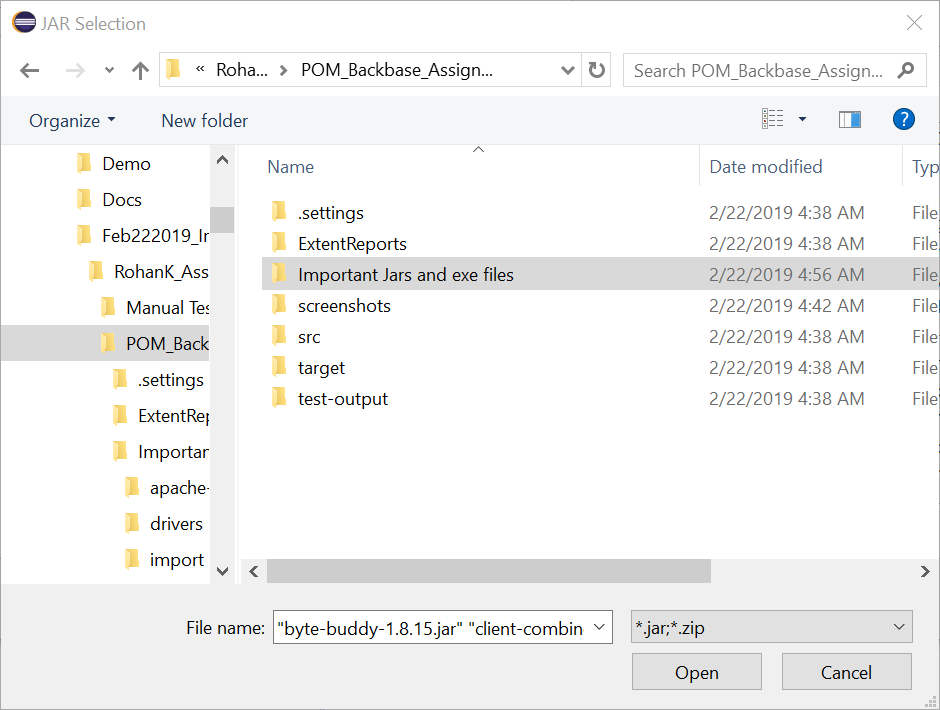 JAR Selection
« Roha... > POM_Backbase_Assign...
Search POM_Backbase_Assign...
Organize
New folder
?
Demo
Docs
Feb222019_Ir
RohanK_Ass
Manual Tes
POM_Back
.settings
ExtentRep
Importar
apache-
drivers
import
Name Date modified Typ
.settings 2/22/2019 4:38 AM File
ExtentReports 2/22/2019 4:38 AM File
Important Jars and exe files 2/22/2019 4:56 AM File
screenshots 2/22/2019 4:42 AM File
src 2/22/2019 4:38 AM File
target 2/22/2019 4:38 AM File
test-output 2/22/2019 4:38 AM File
File name: "byte-buddy-1.8.15.jar" "client-combin
*.jar;*.zip
Open
Cancel